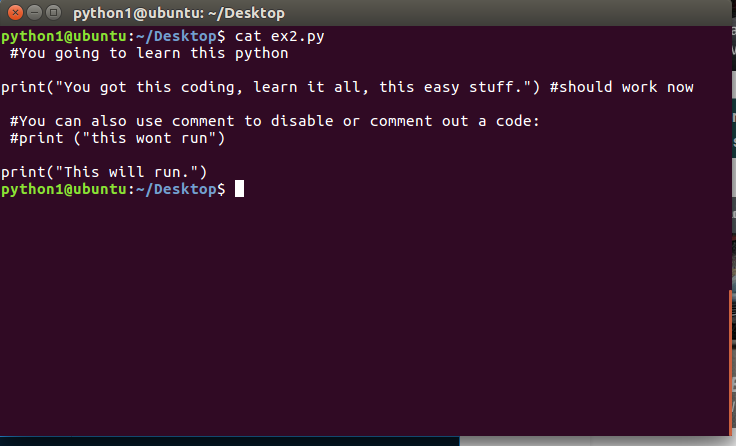 python1@ubuntu: ~/Desktop
python1@ubuntu:~/Desktop$ cat ex2.py
 #You going to learn this python
print("You got this coding, learn it all, this easy stuff.") #should work now
 #You can also use comment to disable or comment out a code:
 #print ("this wont run")
print("This will run.")
python1@ubuntu:~/Desktop$